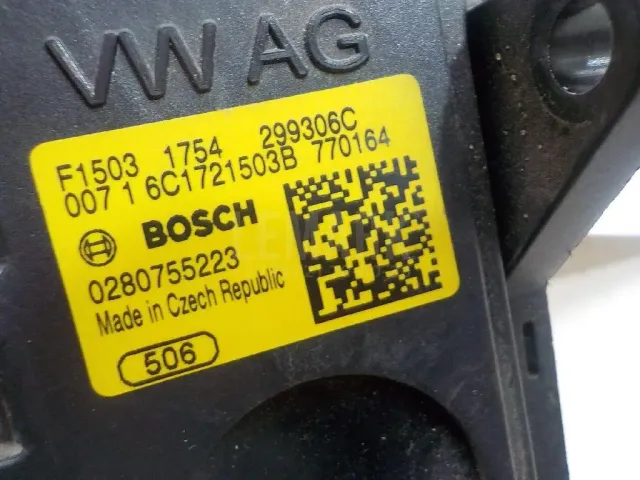 VW AG
F1503 1754 299306C
007 1 6C1721503B 770164
BOSCH
0280755223
Made in Czech Republic
506